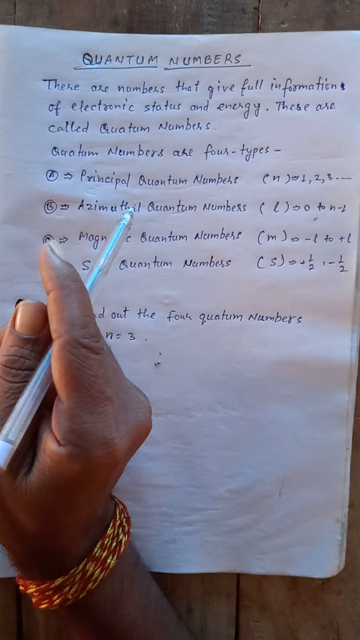 QUANTUM NUMBERS
These are numbers that give full informations
of electronic status and energy. These are
called Quatum Numbers.
Quatum Numbers are four-types-
Ⓐ ⇒ Principal Quantum Numbers (n) ⇒ 1, 2, 3 ----
Ⓑ ⇒ Azimuthal Quantum Numbers (l) ⇒ 0 to n-1
⇒ Quantum Numbers (m) ⇒ -l to +l
S Quantum Numbers (S) ⇒ +1/2, -1/2
out the four quatum Numbers
n = 3.